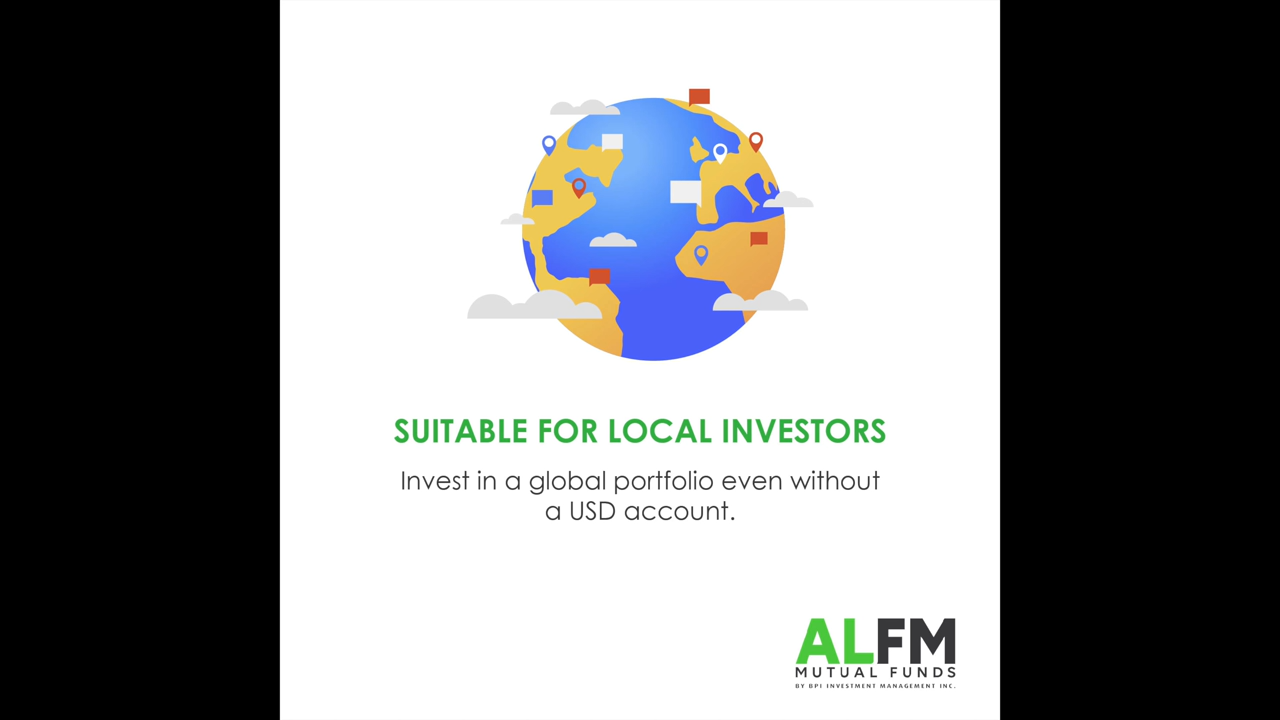 SUITABLE FOR LOCAL INVESTORS
Invest in a global portfolio even without
a USD account.
ALFM
MUTUAL FUNDS
BY BPI INVESTMENT MANAGEMENT INC.